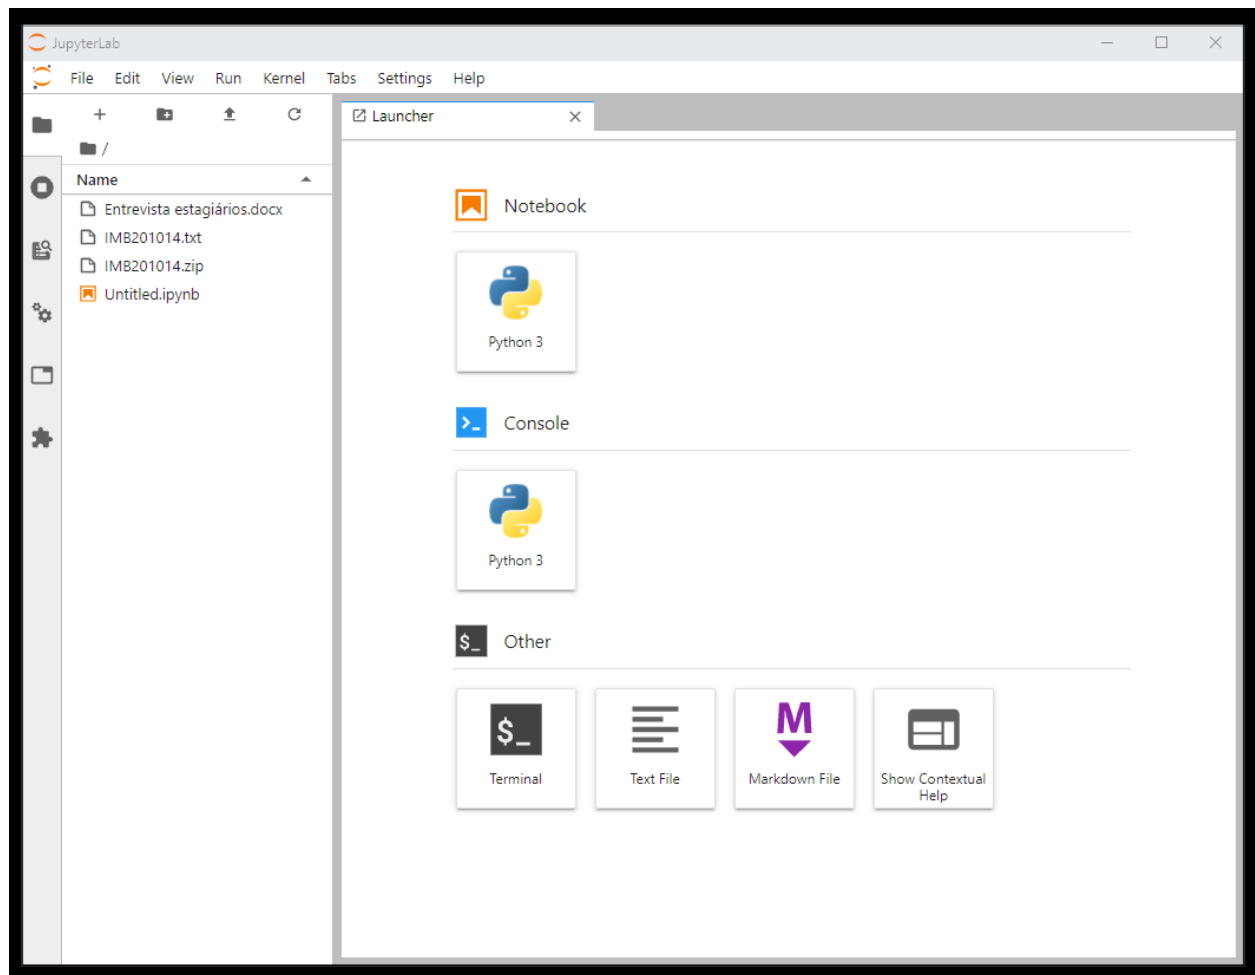 JupyterLab
File Edit View Run Kernel Tabs Settings Help
Launcher
/
Name
Entrevista estagiários.docx
IMB201014.txt
IMB201014.zip
Untitled.ipynb
Notebook
Python 3
Console
Python 3
$_ Other
$_
Terminal
Text File
M
Markdown File
Show Contextual
Help